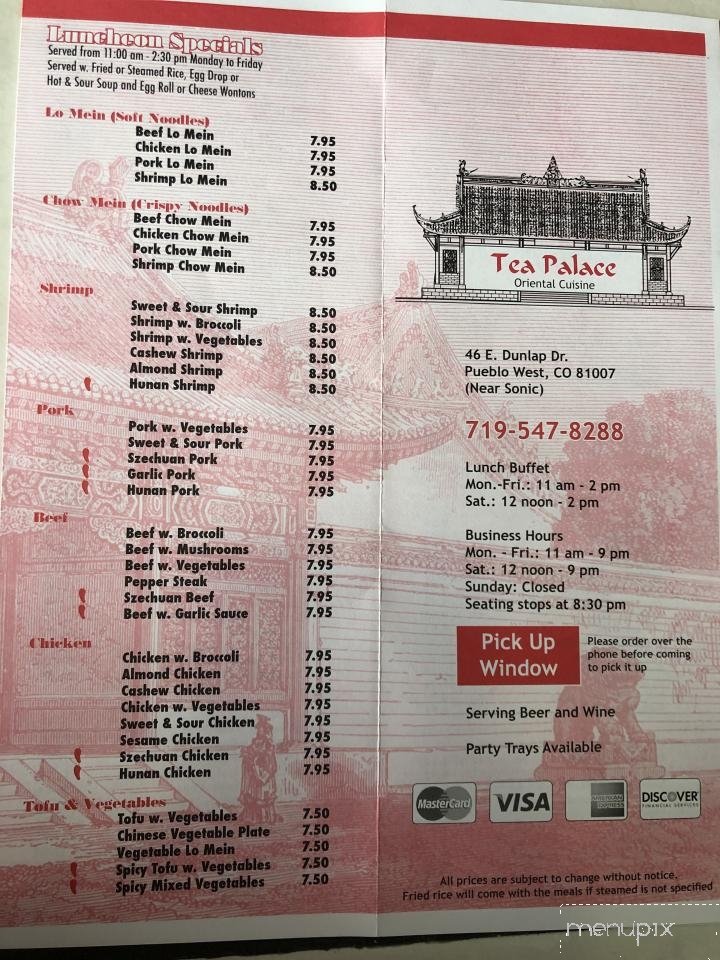 Luncheon Specials
Served from 11:00 am - 2:30 pm Monday to Friday
Served w. Fried or Steamed Rice, Egg Drop or
Hot & Sour Soup and Egg Roll or Cheese Wontons
Lo Mein (Soft Noodles)
Beef Lo Mein 7.95
Chicken Lo Mein 7.95
Pork Lo Mein 7.95
Shrimp Lo Mein 8.50
Chow Mein (Crispy Noodles)
Beef Chow Mein 7.95
Chicken Chow Mein 7.95
Pork Chow Mein 7.95
Shrimp Chow Mein 8.50
Shrimp
Sweet & Sour Shrimp 8.50
Shrimp w. Broccoli 8.50
Shrimp w. Vegetables 8.50
Cashew Shrimp 8.50
Almond Shrimp 8.50
Hunan Shrimp 8.50
Pork
Pork w. Vegetables 7.95
Sweet & Sour Pork 7.95
Szechuan Pork 7.95
Garlic Pork 7.95
Hunan Pork 7.95
Beef
Beef w. Broccoli 7.95
Beef w. Mushrooms 7.95
Beef w. Vegetables 7.95
Pepper Steak 7.95
Szechuan Beef 7.95
Beef w. Garlic Sauce 7.95
Chicken
Chicken w. Broccoli 7.95
Almond Chicken 7.95
Cashew Chicken 7.95
Chicken w. Vegetables 7.95
Sweet & Sour Chicken 7.95
Sesame Chicken 7.95
Szechuan Chicken 7.95
Hunan Chicken 7.95
Tofu & Vegetables
Tofu w. Vegetables 7.50
Chinese Vegetable Plate 7.50
Vegetable Lo Mein 7.50
Spicy Tofu w. Vegetables 7.50
Spicy Mixed Vegetables 7.50
Tea Palace
Oriental Cuisine
46 E. Dunlap Dr.
Pueblo West, CO 81007
(Near Sonic)
719-547-8288
Lunch Buffet
Mon.-Fri.: 11 am - 2 pm
Sat.: 12 noon - 2 pm
Business Hours
Mon. - Fri.: 11 am - 9 pm
Sat.: 12 noon - 9 pm
Sunday: Closed
Seating stops at 8:30 pm
Pick Up
Window
Please order over the
phone before coming
to pick it up
Serving Beer and Wine
Party Trays Available
MasterCard
VISA
AMERICAN
EXPRESS
DISCOVER
FINANCIAL SERVICES
All prices are subject to change without notice.
Fried rice will come with the meals if steamed is not specified
menupix